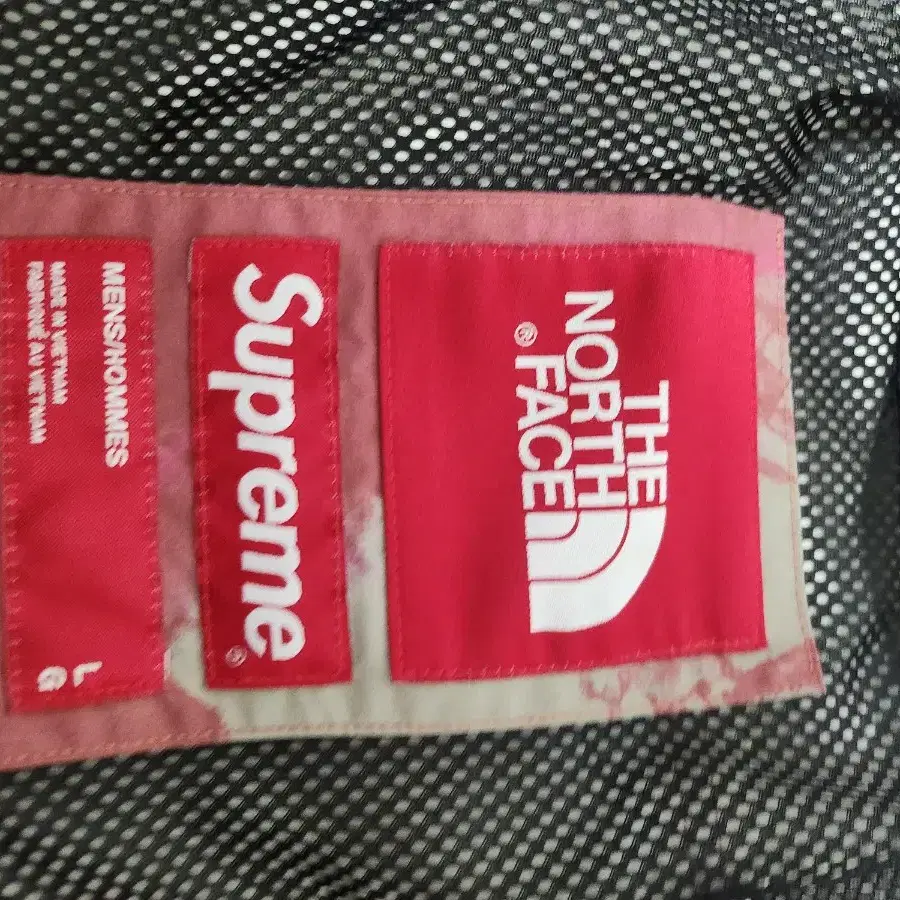 THE
NORTH
FACE®
Supreme®
MENS/HOMMES
MADE IN VIETNAM
FABRIQUÉ AU VIETNAM
L
G